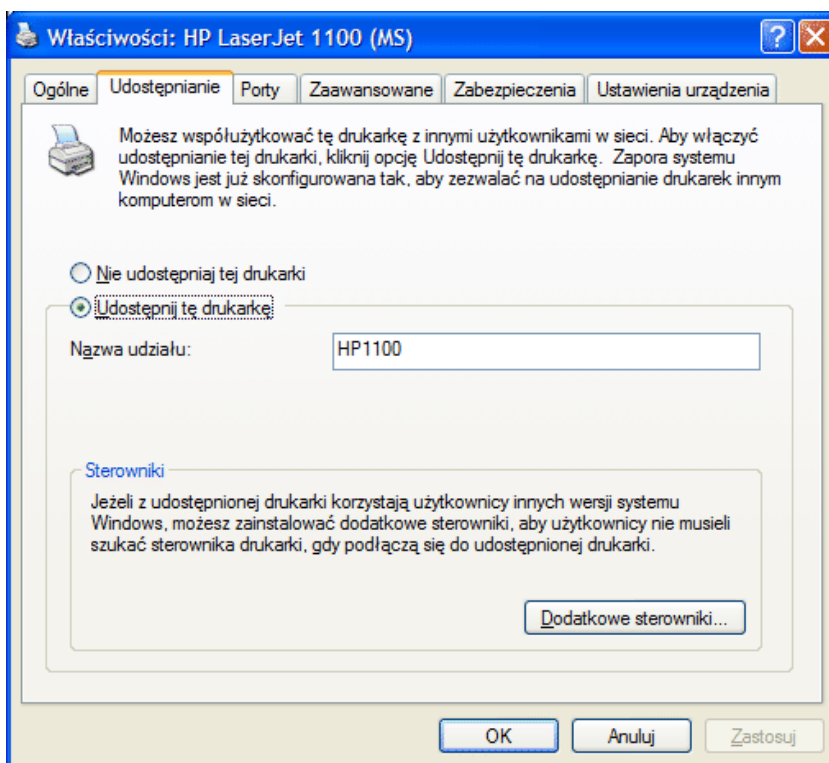 Właściwości: HP LaserJet 1100 (MS)
Ogólne Udostępnianie Porty Zaawansowane Zabezpieczenia Ustawienia urządzenia
Możesz współużytkować tę drukarkę z innymi użytkownikami w sieci. Aby włączyć
udostępnianie tej drukarki, kliknij opcję Udostępnij tę drukarkę. Zapora systemu
Windows jest już skonfigurowana tak, aby zezwalać na udostępnianie drukarek innym
komputerom w sieci.
Nie udostępniaj tej drukarki
Udostępnij tę drukarkę
Nazwa udziału: HP1100
Sterowniki
Jeżeli z udostępnionej drukarki korzystają użytkownicy innych wersji systemu
Windows, możesz zainstalować dodatkowe sterowniki, aby użytkownicy nie musieli
szukać sterownika drukarki, gdy podłączą się do udostępnionej drukarki.
Dodatkowe sterowniki...
OK Anuluj Zastosuj